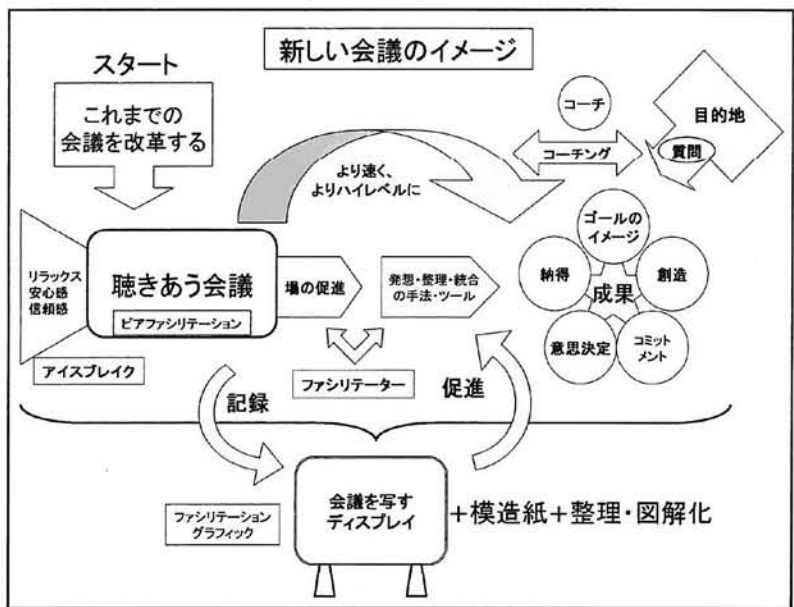 新しい会議のイメージ
スタート
これまでの
会議を改革する
コーチ
目的地
コーチング
質問
より速く、
よりハイレベルに
ゴールの
イメージ
納得
創造
成果
意思決定
コミット
メント
リラックス
安心感
信頼感
聴きあう会議
ピアファシリテーション
場の促進
発想・整理・統合
の手法・ツール
アイスブレイク
ファシリテーター
記録
促進
ファシリテーション
グラフィック
会議を写す
ディスプレイ
＋模造紙＋整理・図解化